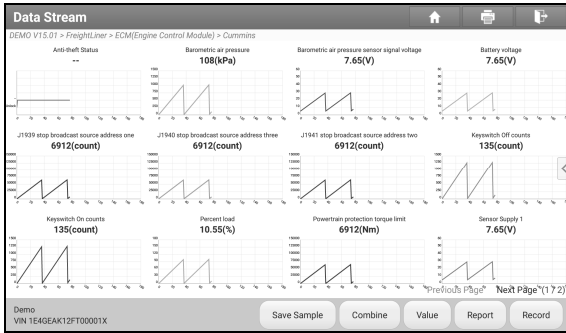 Data Stream
DEMO V15.01 > FreightLiner > ECM(Engine Control Module) > Cummins
Anti-theft Status
--
Barometric air pressure
108(kPa)
Barometric air pressure sensor signal voltage
7.65(V)
Battery voltage
7.65(V)
J1939 stop broadcast source address one
6912(count)
J1940 stop broadcast source address three
6912(count)
J1941 stop broadcast source address two
6912(count)
Keyswitch Off counts
135(count)
Keyswitch On counts
135(count)
Percent load
10.55(%)
Powertrain protection torque limit
6912(Nm)
Sensor Supply 1
7.65(V)
Previous Page Next Page (1 / 2)
Demo
VIN 1E4GEAK12FT00001X
Save Sample
Combine
Value
Report
Record